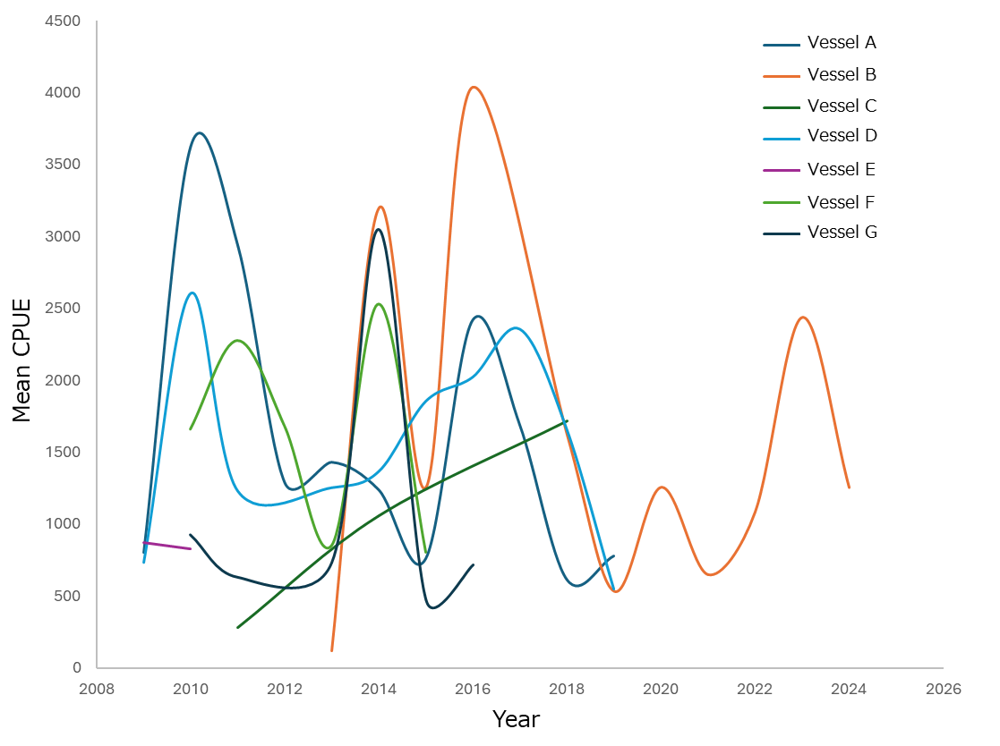 4500
4000
3500
3000
2500
2000
1500
1000
500
0
Mean CPUE
Vessel A
Vessel B
Vessel C
Vessel D
Vessel E
Vessel F
Vessel G
2008 2010 2012 2014 2016 2018 2020 2022 2024 2026
Year